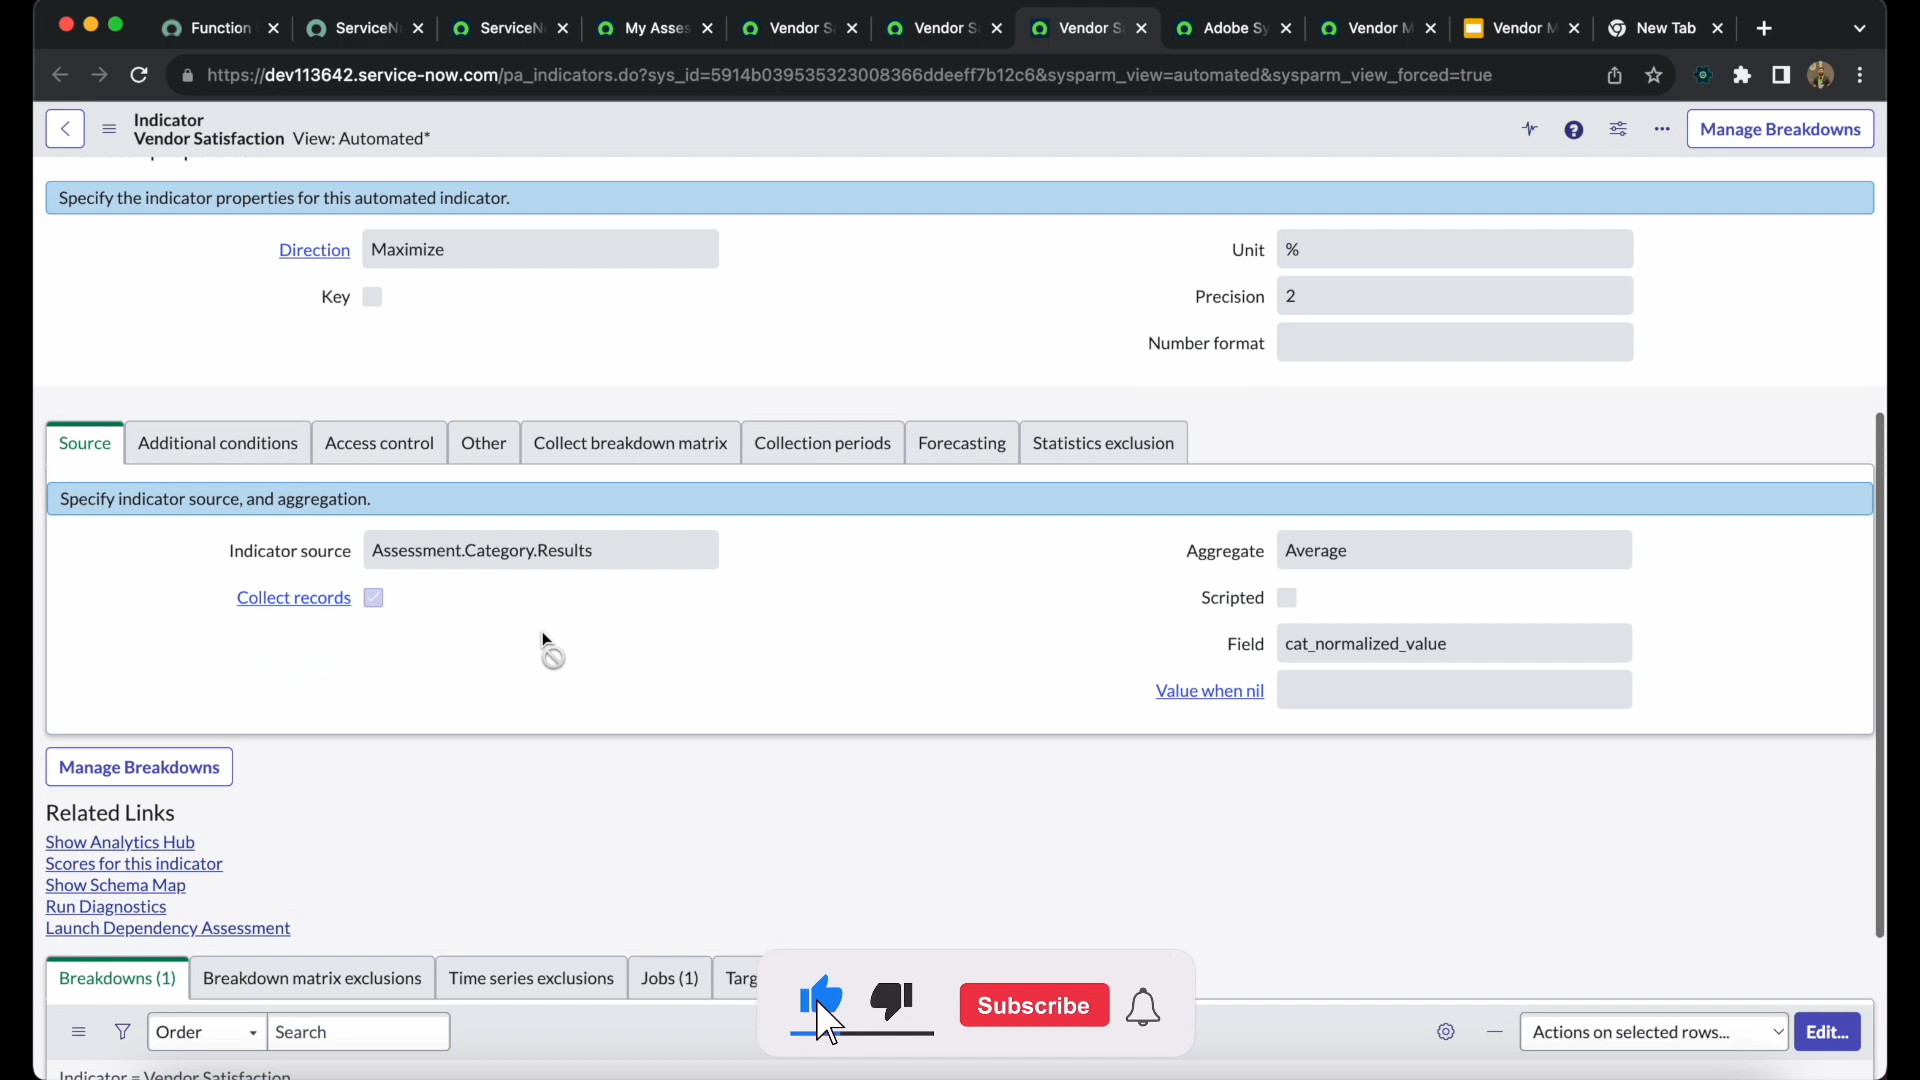 Function
ServiceN
ServiceN
My Asses
Vendor S
Vendor S
Vendor S
Adobe Sy
Vendor M
Vendor M
New Tab
https://dev113642.service-now.com/pa_indicators.do?sys_id=5914b039535323008366ddeeff7b12c6&sysparm_view=automated&sysparm_view_forced=true
Indicator
Vendor Satisfaction View: Automated*
Manage Breakdowns
Specify the indicator properties for this automated indicator.
Direction Maximize
Unit %
Key
Precision 2
Number format
Source
Additional conditions
Access control
Other
Collect breakdown matrix
Collection periods
Forecasting
Statistics exclusion
Specify indicator source, and aggregation.
Indicator source Assessment.Category.Results
Aggregate Average
Collect records
Scripted
Field cat_normalized_value
Value when nil
Manage Breakdowns
Related Links
Show Analytics Hub
Scores for this indicator
Show Schema Map
Run Diagnostics
Launch Dependency Assessment
Breakdowns (1)
Breakdown matrix exclusions
Time series exclusions
Jobs (1)
Targ
Subscribe
Order
Search
Actions on selected rows...
Edit...
Indicator = Vendor Satisfaction